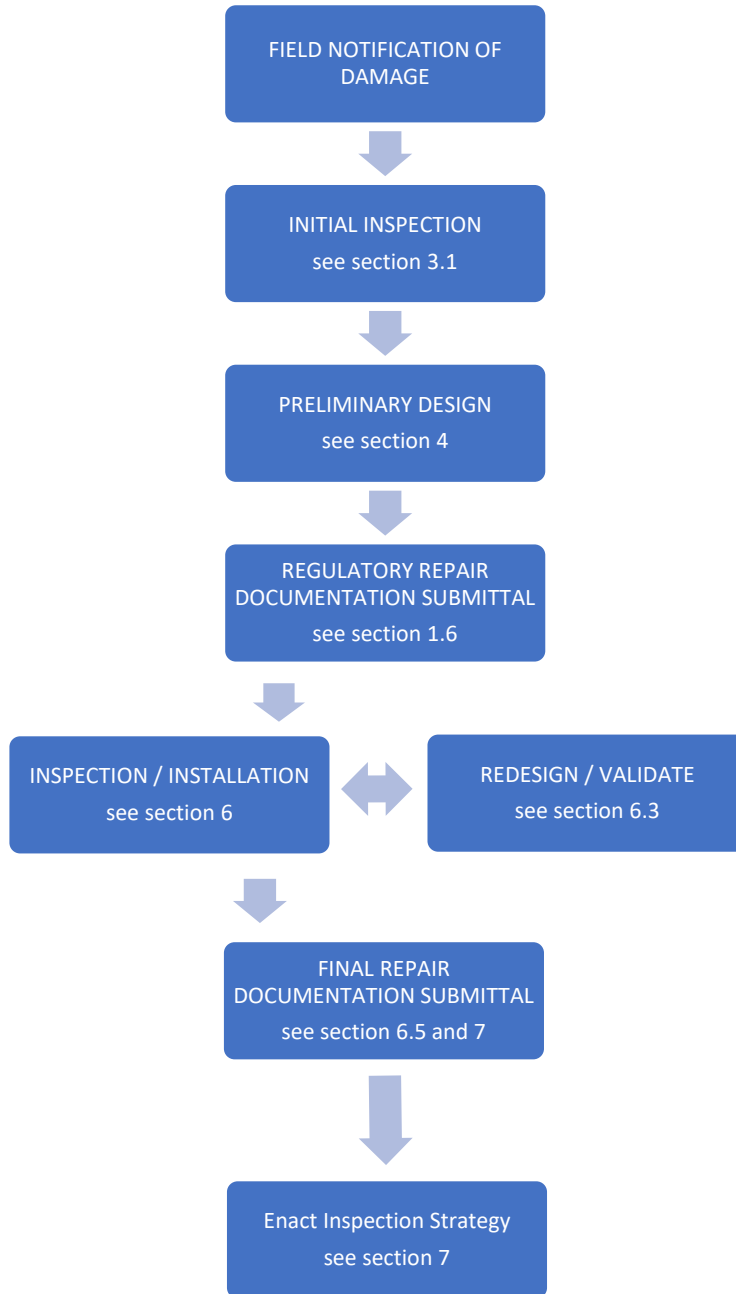 FIELD NOTIFICATION OF
DAMAGE
INITIAL INSPECTION
see section 3.1
PRELIMINARY DESIGN
see section 4
REGULATORY REPAIR
DOCUMENTATION SUBMITTAL
see section 1.6
INSPECTION / INSTALLATION
see section 6
REDESIGN / VALIDATE
see section 6.3
FINAL REPAIR
DOCUMENTATION SUBMITTAL
see section 6.5 and 7
Enact Inspection Strategy
see section 7